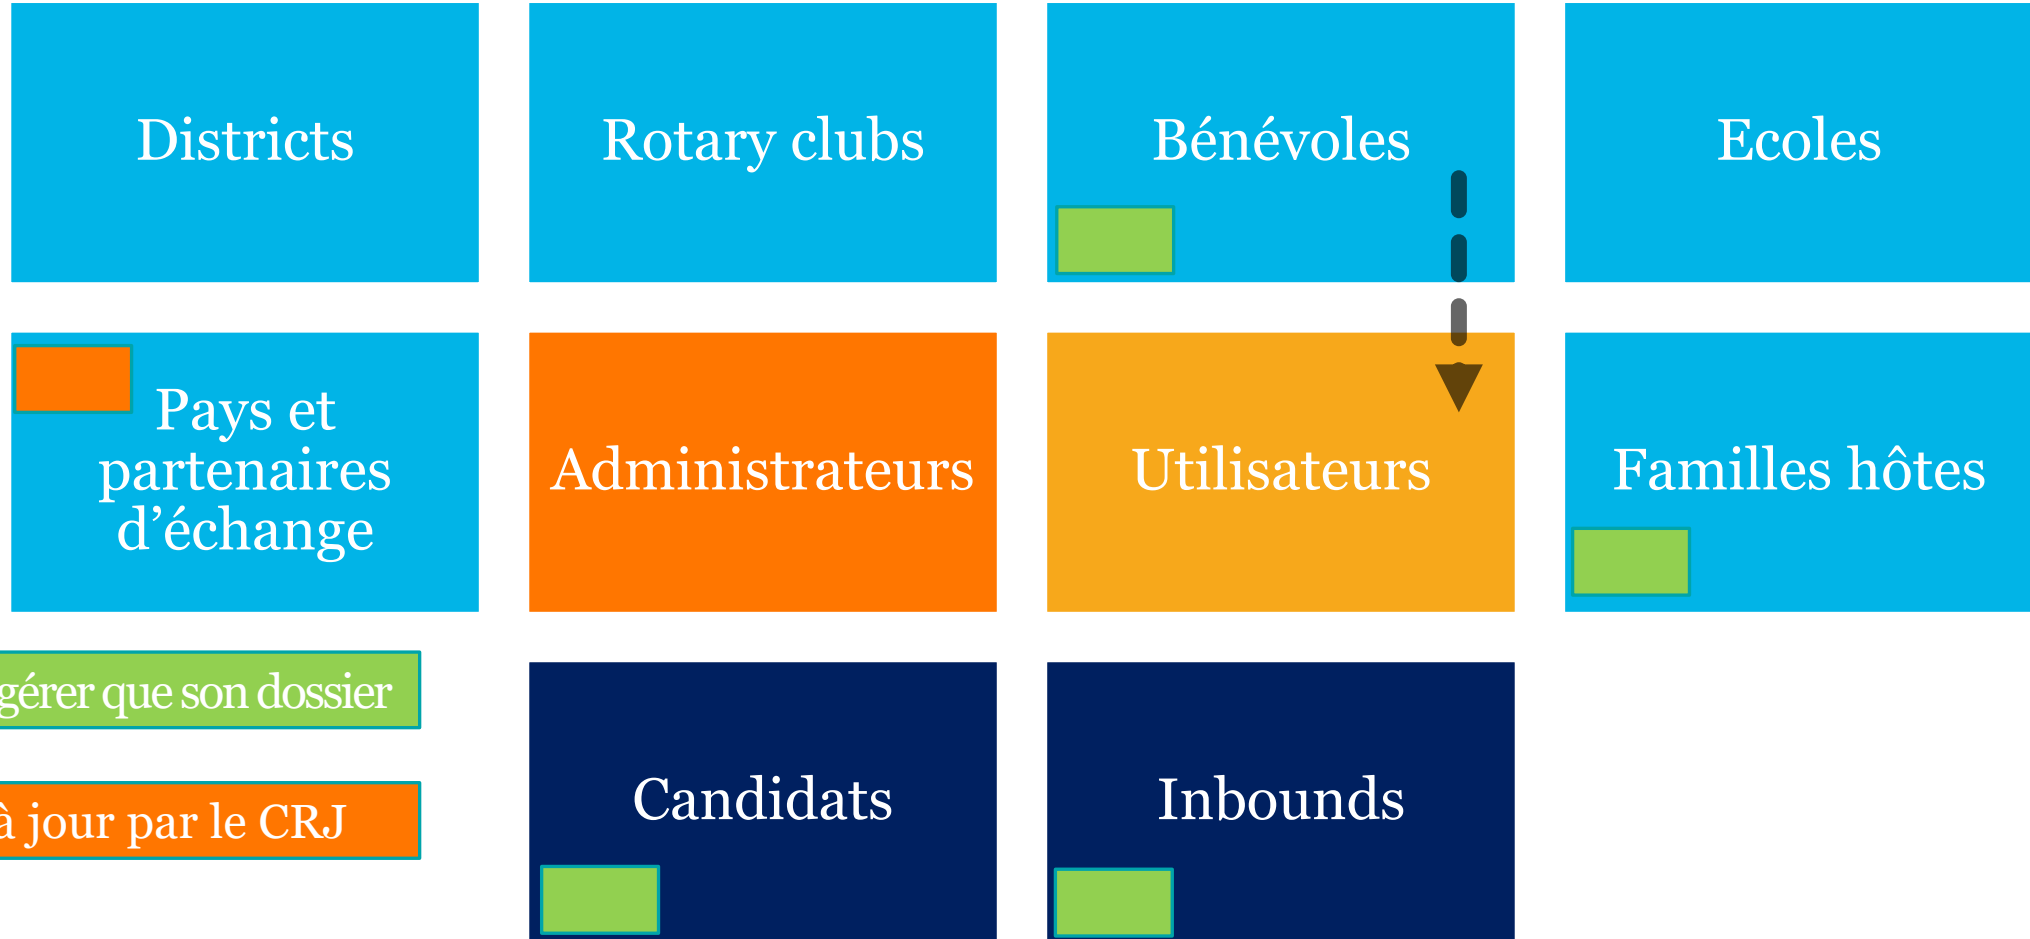 Districts
Rotary clubs
Bénévoles
Ecoles
Pays et
partenaires
d’échange
Administrateurs
Utilisateurs
Familles hôtes
gérer que son dossier
à jour par le CRJ
Candidats
Inbounds